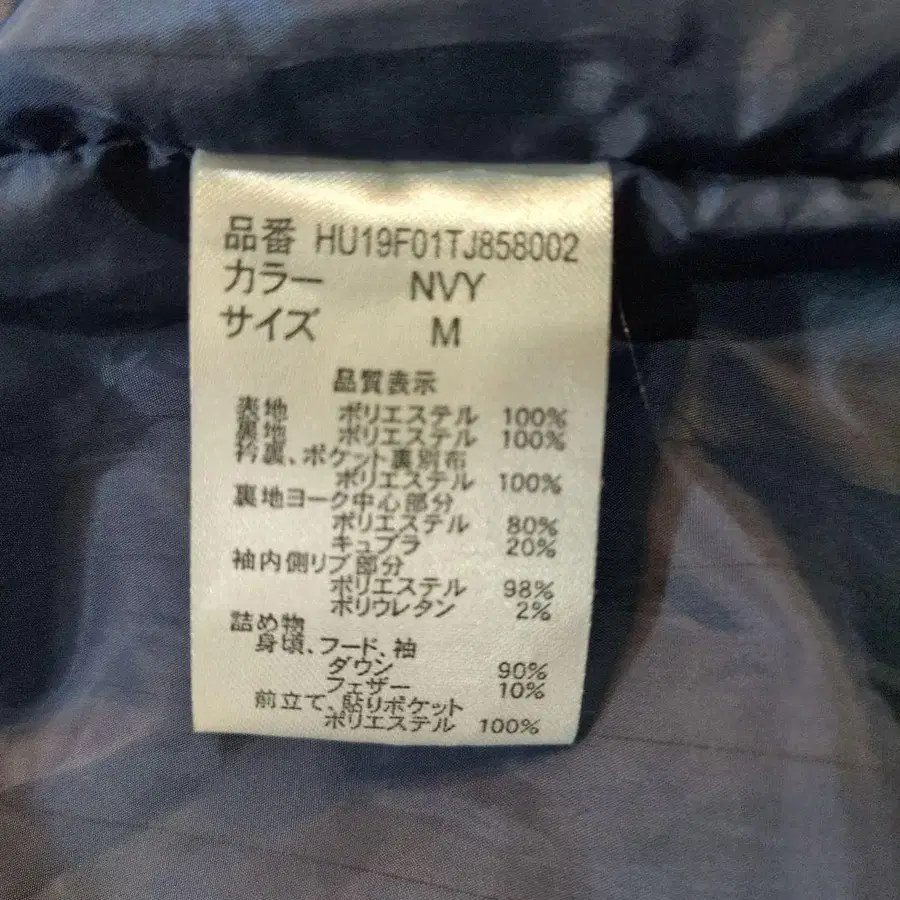 品番 HU19F01TJ858002
カラー NVY
サイズ M
品質表示
表地 ポリエステル 100%
裏地 ポリエステル 100%
衿裏、ポケット裏別布
ポリエステル 100%
裏地ヨーク中心部分
ポリエステル 80%
キュプラ 20%
袖内側リブ部分
ポリエステル 98%
ポリウレタン 2%
詰め物
身頃、フード、袖
ダウン 90%
フェザー 10%
前立て、貼りポケット
ポリエステル 100%